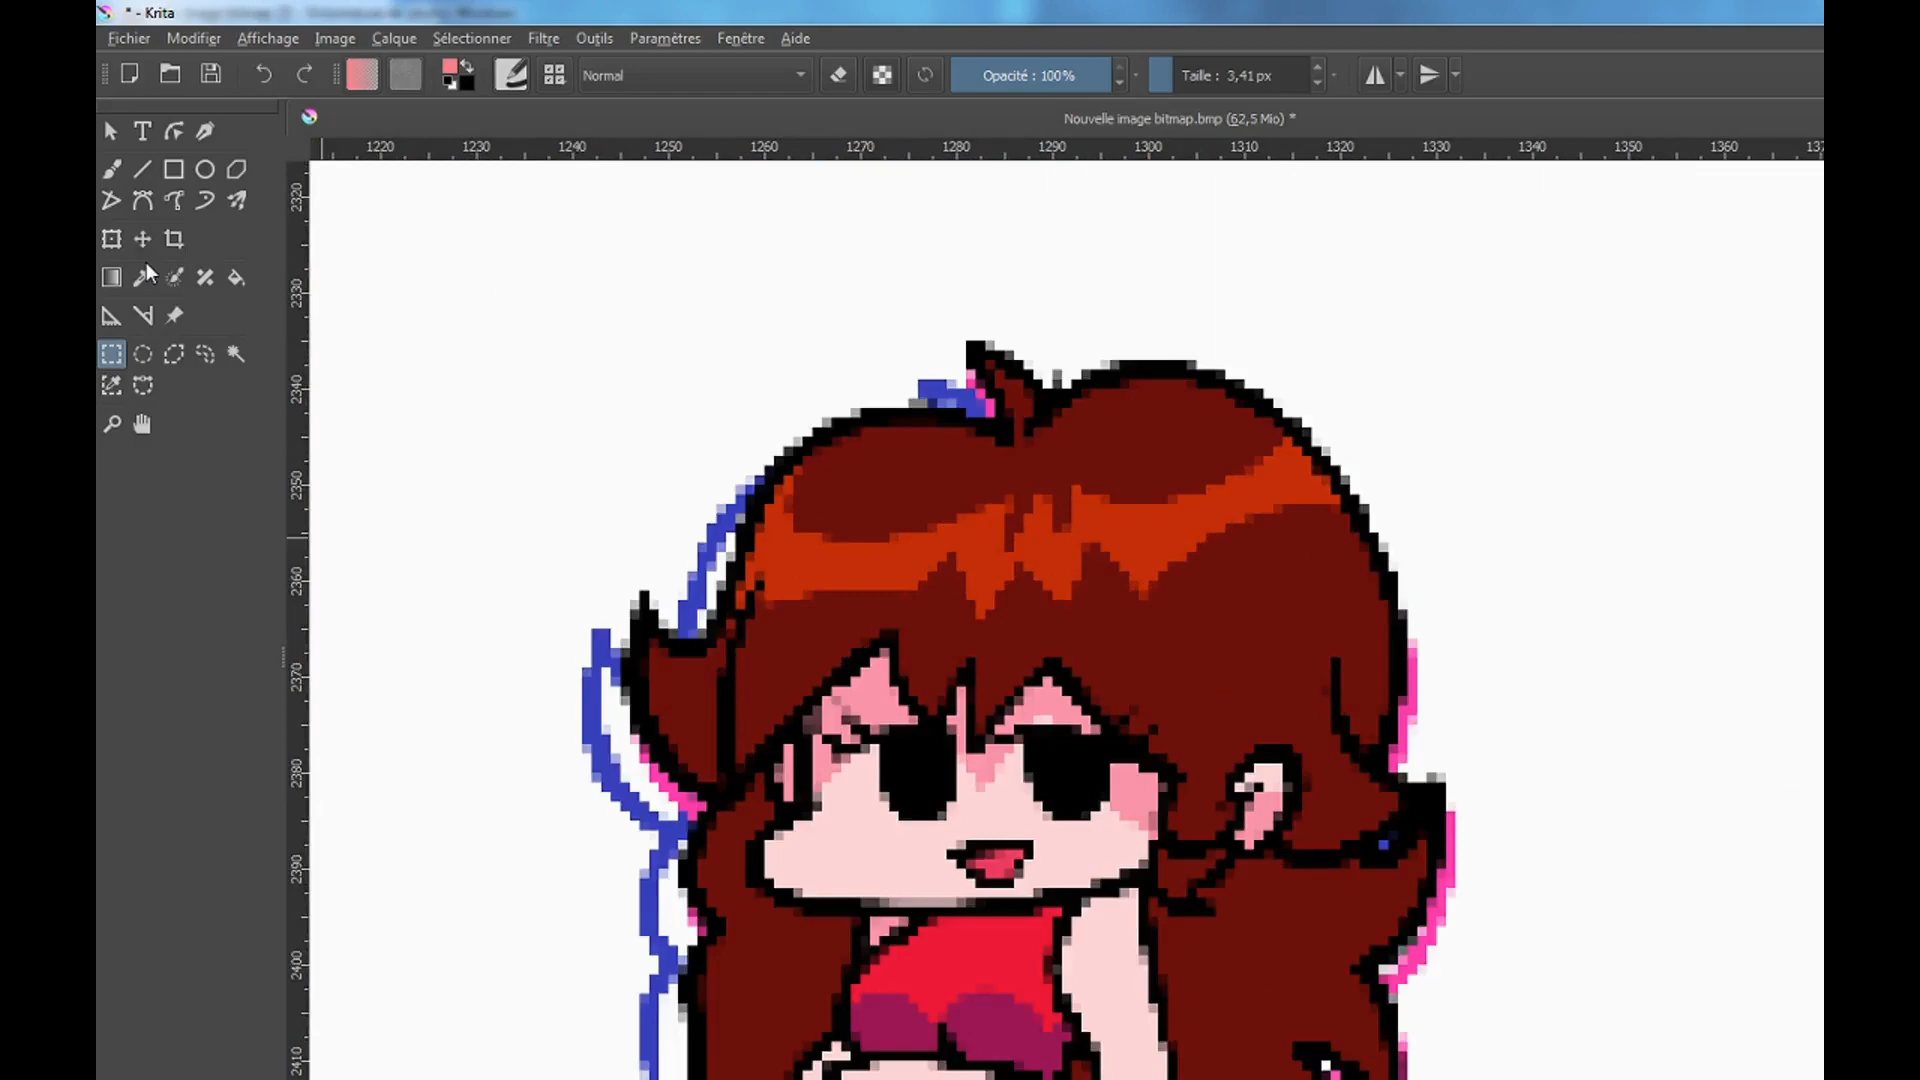 * - Krita
Fichier Modifier Affichage Image Calque Sélectionner Filtre Outils Paramètres Fenêtre Aide
Normal Opacité : 100% Taille : 3,41 px
Nouvelle image bitmap.bmp (62,5 Mio) *
1220 1230 1240 1250 1260 1270 1280 1290 1300 1310 1320 1330 1340 1350 1360 137
2320
2330
2340
2350
2360
2370
2380
2390
2400
2410